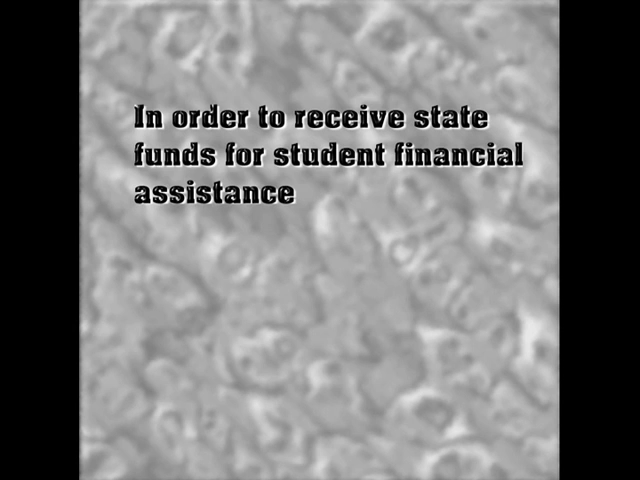 In order to receive state
funds for student financial
assistance